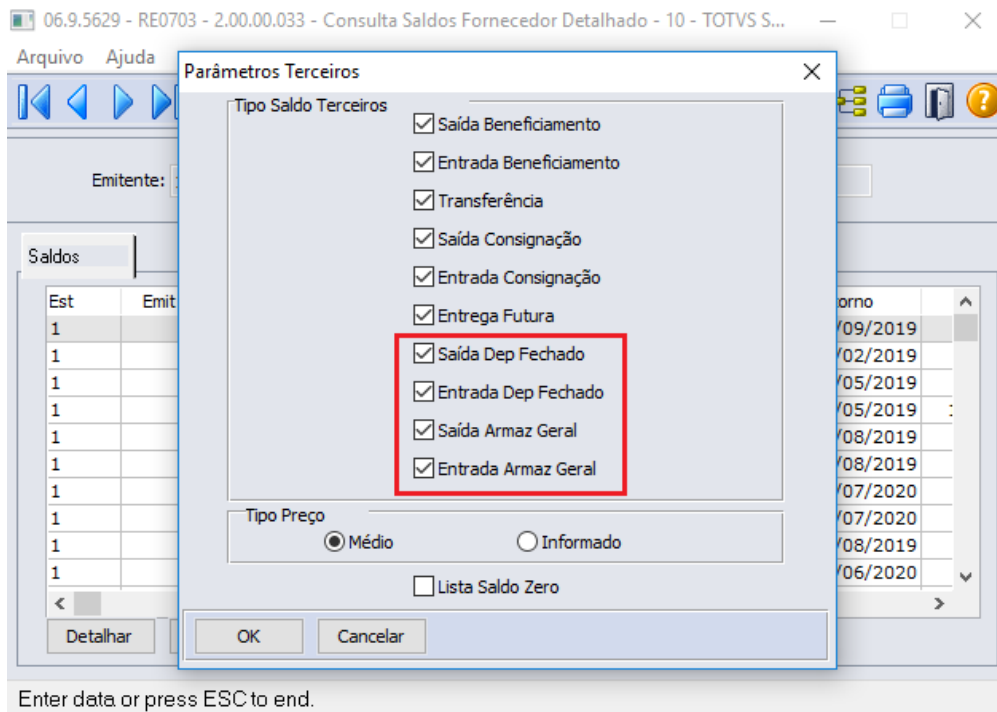 06.9.5629 - RE0703 - 2.00.00.033 - Consulta Saldos Fornecedor Detalhado - 10 - TOTVS S...
Arquivo Ajuda
Parâmetros Terceiros
Tipo Saldo Terceiros
Saída Beneficiamento
Entrada Beneficiamento
Transferência
Saída Consignação
Entrada Consignação
Entrega Futura
Saída Dep Fechado
Entrada Dep Fechado
Saída Armaz Geral
Entrada Armaz Geral
Tipo Preço
Médio Informado
Lista Saldo Zero
OK Cancelar
Emitente:
Saldos
Est Emit orno
1 /09/2019
1 /02/2019
1 /05/2019
1 /05/2019
1 /08/2019
1 /08/2019
1 /07/2020
1 /07/2020
1 /08/2019
1 /06/2020
Detalhar
Enter data or press ESC to end.